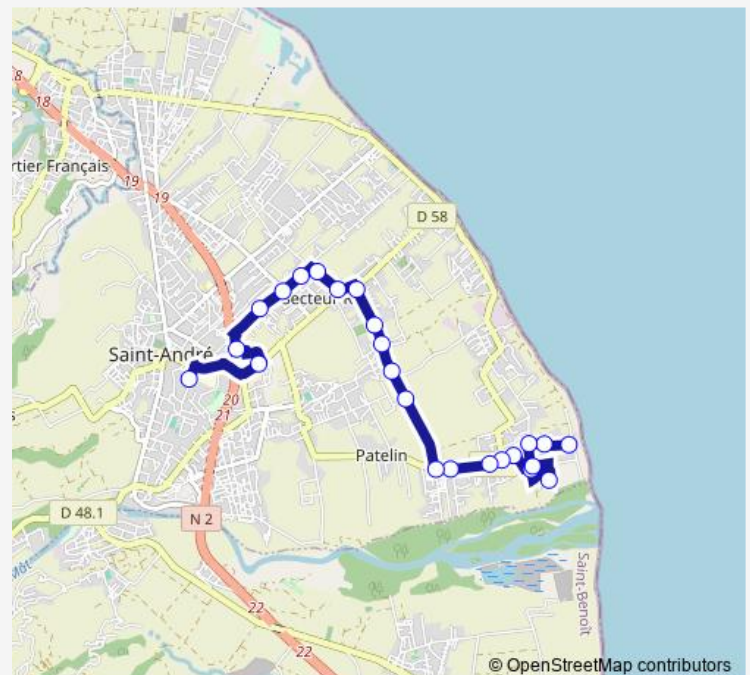 18
18
rtier Français
19
19
D 58
Secteur
Saint-André
20
21
Patelin
D 48.1
N 2
Saint-Benoît
22
22
© OpenStreetMap contributors